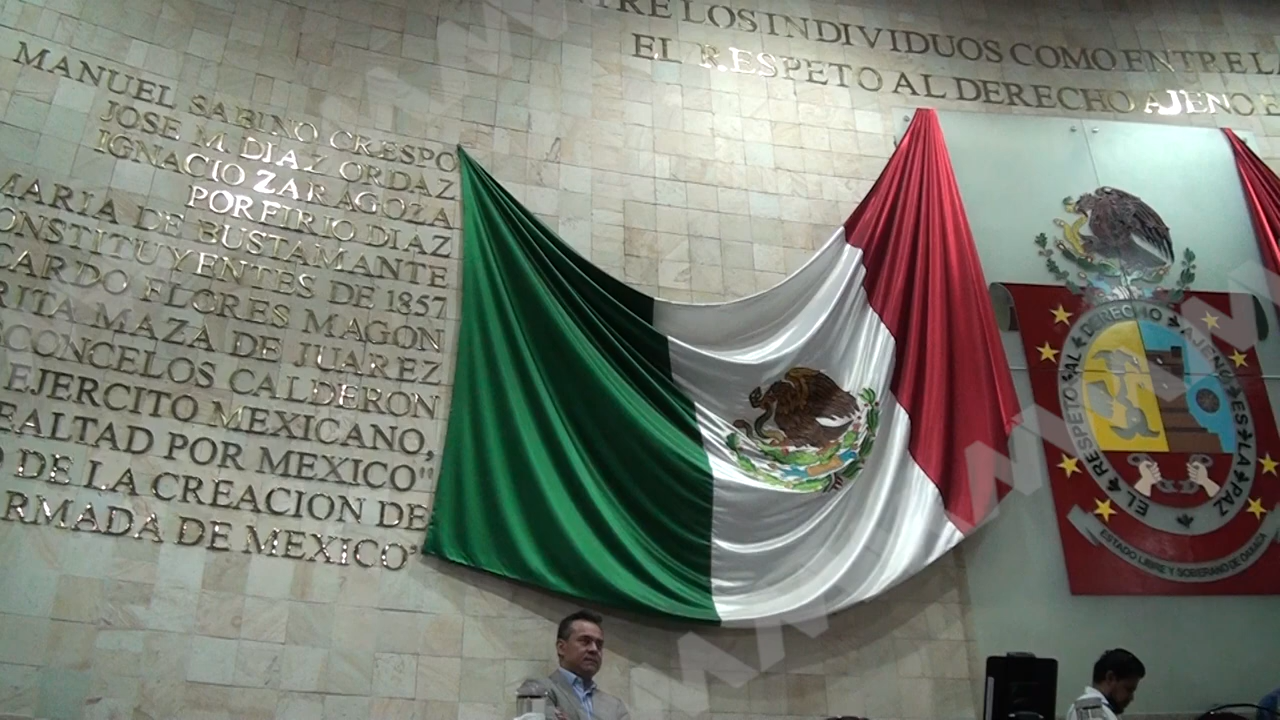 MANUEL SABINO CRESPO
JOSE M. DIAZ ORDAZ
IGNACIO ZARAGOZA
PORFIRIO DIAZ
MARIA DE BUSTAMANTE
CONSTITUYENTES DE 1857
CARDO FLORES MAGON
RITA MAZA DE JUAREZ
SCONCELOS CALDERON
EJERCITO MEXICANO,
EALTAD POR MEXICO"
DE LA CREACION DE
RMADA DE MEXICO"
TRE LOS INDIVIDUOS COMO ENTRE LA
EL RESPETO AL DERECHO AJENO E
EL RESPETO AL DERECHO AJENO ES LA PAZ
ESTADO LIBRE Y SOBERANO DE OAXACA